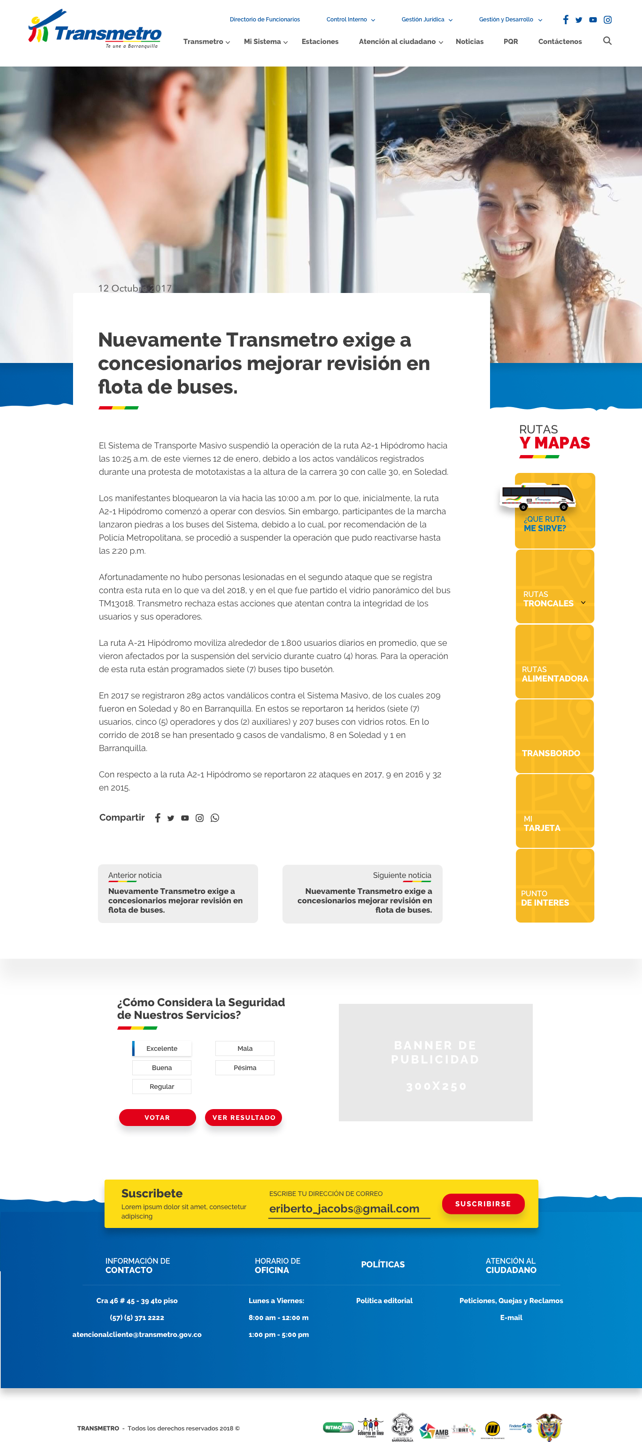 Transmetro
Te une a Barranquilla
Directorio de Funcionarios
Control Interno
Gestión Jurídica
Gestión y Desarrollo
Transmetro
Mi Sistema
Estaciones
Atención al ciudadano
Noticias
PQR
Contáctenos
12 Octubre 2017
Nuevamente Transmetro exige a
concesionarios mejorar revisión en
flota de buses.
El Sistema de Transporte Masivo suspendió la operación de la ruta A2-1 Hipódromo hacia
las 10:25 a.m. de este viernes 12 de enero, debido a los actos vandálicos registrados
durante una protesta de mototaxistas a la altura de la carrera 30 con calle 30, en Soledad.
Los manifestantes bloquearon la vía hacia las 10:00 a.m. por lo que, inicialmente, la ruta
A2-1 Hipódromo comenzó a operar con desvíos. Sin embargo, participantes de la marcha
lanzaron piedras a los buses del Sistema, debido a lo cual, por recomendación de la
Policía Metropolitana, se procedió a suspender la operación que pudo reactivarse hasta
las 2:20 p.m.
Afortunadamente no hubo personas lesionadas en el segundo ataque que se registra
contra esta ruta en lo que va del 2018, y en el que fue partido el vidrio panorámico del bus
TM13018. Transmetro rechaza estas acciones que atentan contra la integridad de los
usuarios y sus operadores.
La ruta A-21 Hipódromo moviliza alrededor de 1.800 usuarios diarios en promedio, que se
vieron afectados por la suspensión del servicio durante cuatro (4) horas. Para la operación
de esta ruta están programados siete (7) buses tipo busetón.
En 2017 se registraron 289 actos vandálicos contra el Sistema Masivo, de los cuales 209
fueron en Soledad y 80 en Barranquilla. En estos se reportaron 14 heridos (siete (7)
usuarios, cinco (5) operadores y dos (2) auxiliares) y 207 buses con vidrios rotos. En lo
corrido de 2018 se han presentado 9 casos de vandalismo, 8 en Soledad y 1 en
Barranquilla.
Con respecto a la ruta A2-1 Hipódromo se reportaron 22 ataques en 2017, 9 en 2016 y 32
en 2015.
Compartir
Anterior noticia
Nuevamente Transmetro exige a
concesionarios mejorar revisión en
flota de buses.
Siguiente noticia
Nuevamente Transmetro exige a
concesionarios mejorar revisión en
flota de buses.
RUTAS
Y MAPAS
¿QUE RUTA
ME SIRVE?
RUTAS
TRONCALES
RUTAS
ALIMENTADORA
TRANSBORDO
MI
TARJETA
PUNTO
DE INTERES
¿Cómo Considera la Seguridad
de Nuestros Servicios?
Excelente
Mala
Buena
Pésima
Regular
VOTAR
VER RESULTADO
BANNER DE
PUBLICIDAD
300X250
Suscribete
Lorem ipsum dolor sit amet, consectetur
adipiscing
ESCRIBE TU DIRECCIÓN DE CORREO
eriberto_jacobs@gmail.com
SUSCRIBIRSE
INFORMACIÓN DE
CONTACTO
Cra 46 # 45 - 39 4to piso
(57) (5) 371 2222
atencionalcliente@transmetro.gov.co
HORARIO DE
OFICINA
Lunes a Viernes:
8:00 am - 12:00 m
1:00 pm - 5:00 pm
POLÍTICAS
Política editorial
ATENCIÓN AL
CIUDADANO
Peticiones, Quejas y Reclamos
E-mail
TRANSMETRO - Todos los derechos reservados 2018 ©
AMB